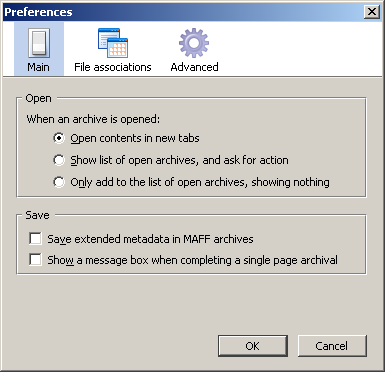 Preferences
Main File associations Advanced
Open
When an archive is opened:
Open contents in new tabs
Show list of open archives, and ask for action
Only add to the list of open archives, showing nothing
Save
Save extended metadata in MAFF archives
Show a message box when completing a single page archival
OK Cancel